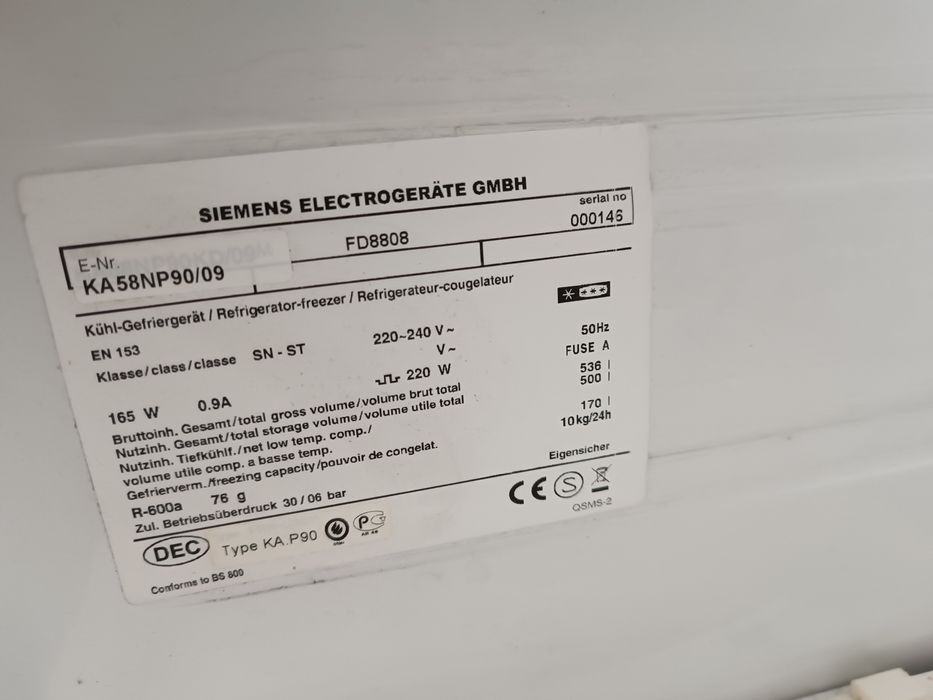 SIEMENS ELECTROGERÄTE GMBH
serial no
E-Nr. FD8808 000146
KA58NP90/09
Kühl-Gefriergerät / Refrigerator-freezer / Refrigerateur-cougelateur
EN 153
Klasse/class/classe SN - ST 220~240 V ~ 50Hz
V ~ FUSE A
165 W 0.9A 220 W
Bruttoinh. Gesamt/total gross volume/volume brut total 536 l
Nutzinh. Gesamt/total storage volume/volume utile total 500 l
Nutzinh. Tiefkühlf./net low temp. comp./
volume utile comp. a basse temp. 170 l
Gefrierverm./freezing capacity/pouvoir de congelat. 10kg/24h
R-600a 76 g
Zul. Betriebsüberdruck 30 / 06 bar Eigensicher
CE S
QSMS-2
DEC Type KA.P90
Conforms to BS 800